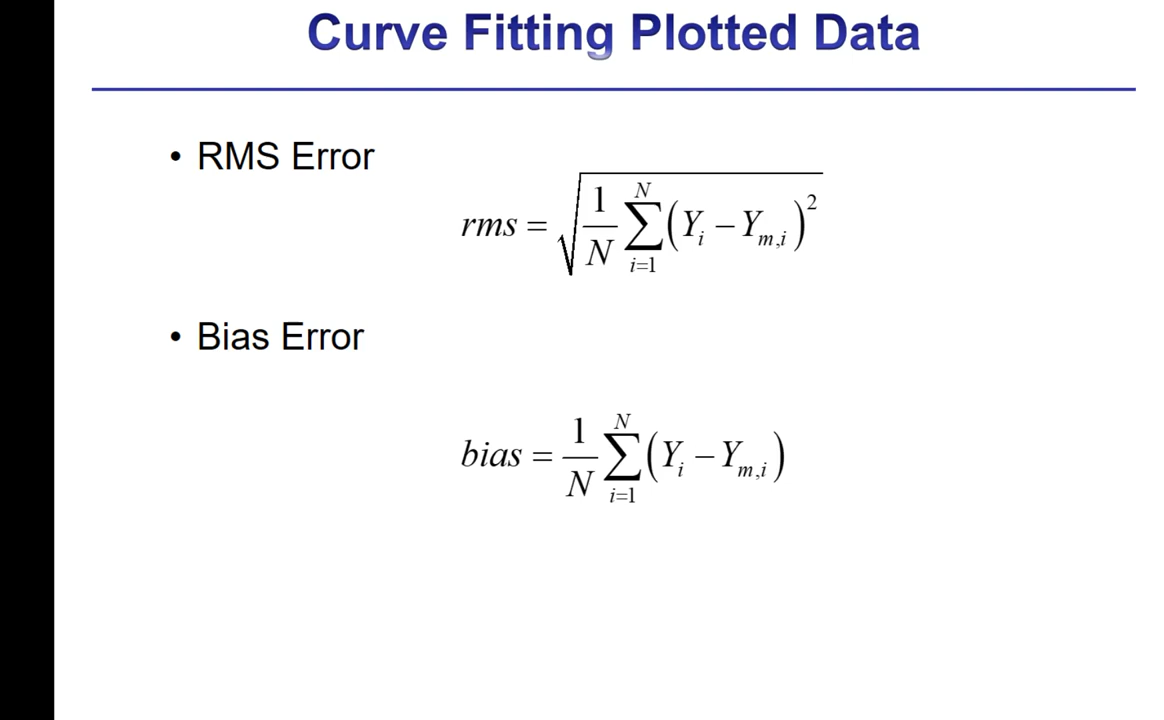 Curve Fitting Plotted Data
• RMS Error
rms = √(1/N ∑_{i=1}^{N} (Y_i − Y_{m,i})^2)
• Bias Error
bias = 1/N ∑_{i=1}^{N} (Y_i − Y_{m,i})